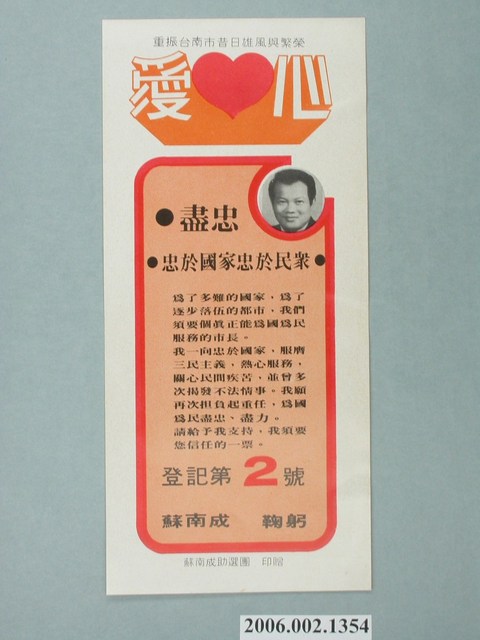 重振台南市昔日雄風與繁榮
愛心
●盡忠
●忠於國家忠於民衆●
爲了多難的國家，爲了
逐步落伍的都市，我們
須要個眞正能爲國爲民
服務的市長。
我一向忠於國家，服膺
三民主義，熱心服務，
關心民間疾苦，並曾多
次揭發不法情事。我願
再次担負起重任，爲國
爲民盡忠、盡力。
請給予我支持，我須要
您信任的一票。
登記第2號
蘇南成 鞠躬
蘇南成助選團 印贈
2006.002.1354